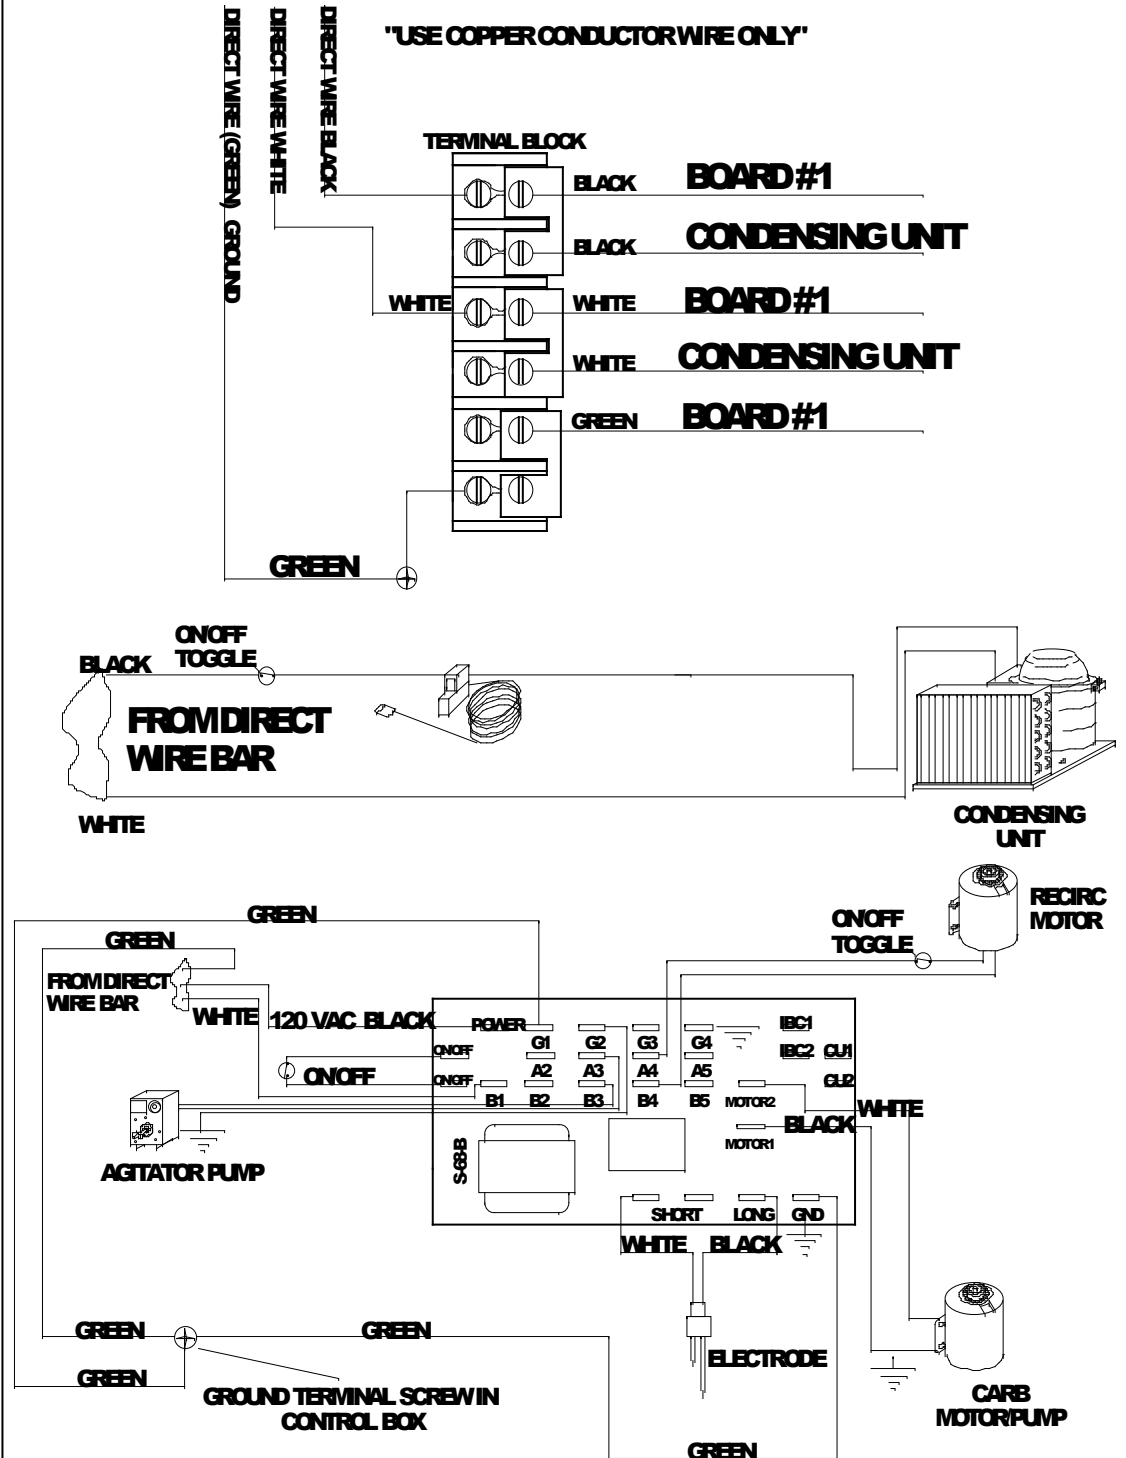 "USE COPPER CONDUCTOR WIRE ONLY"
DIRECT WIRE (GREEN) GROUND
DIRECT WIRE WHITE
DIRECT WIRE BLACK
TERMINAL BLOCK
BLACK BOARD #1
BLACK CONDENSING UNIT
WHITE WHITE BOARD #1
WHITE CONDENSING UNIT
GREEN BOARD #1
GREEN
ON/OFF
TOGGLE
BLACK
FROM DIRECT
WIRE BAR
WHITE
CONDENSING
UNIT
RECIRC
MOTOR
ON/OFF
TOGGLE
GREEN
GREEN
FROM DIRECT
WIRE BAR
WHITE 120 VAC BLACK
POWER
G1 G2 G3 G4
IBC1
ON/OFF
A2 A3 A4 A5
IBC2 CU1
ON/OFF
ON/OFF
B1 B2 B3 B4 B5
MOTOR2
CU2
WHITE
BLACK
MOTOR1
AGITATOR PUMP
S-68-B
SHORT LONG GND
WHITE BLACK
ELECTRODE
GREEN GREEN
GREEN
GROUND TERMINAL SCREW IN
CONTROL BOX
CARB
MOTOR/PUMP
GREEN